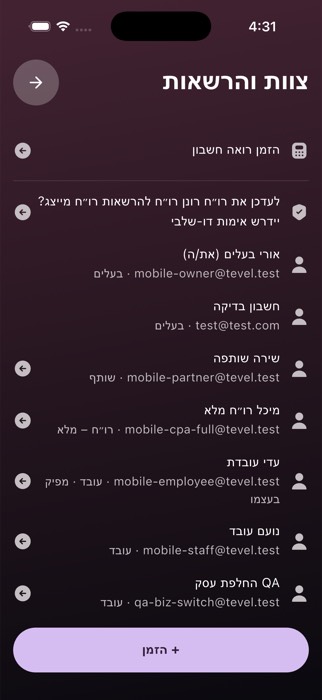 4:31
צוות והרשאות
הזמן רואה חשבון
לעדכן את רו״ח רונן רו״ח להרשאות רו״ח מייצג?
יידרש אימות דו-שלבי
אורי בעלים (את/ה)
mobile-owner@tevel.test · בעלים
חשבון בדיקה
test@test.com · בעלים
שירה שותפה
mobile-partner@tevel.test · שותף
מיכל רו״ח מלא
mobile-cpa-full@tevel.test · רו״ח – מלא
עדי עובדת
mobile-employee@tevel.test · עובד · מפיק
בעצמו
נועם עובד
mobile-staff@tevel.test · עובד
QA החלפת עסק
qa-biz-switch@tevel.test · עובד
+ הזמן